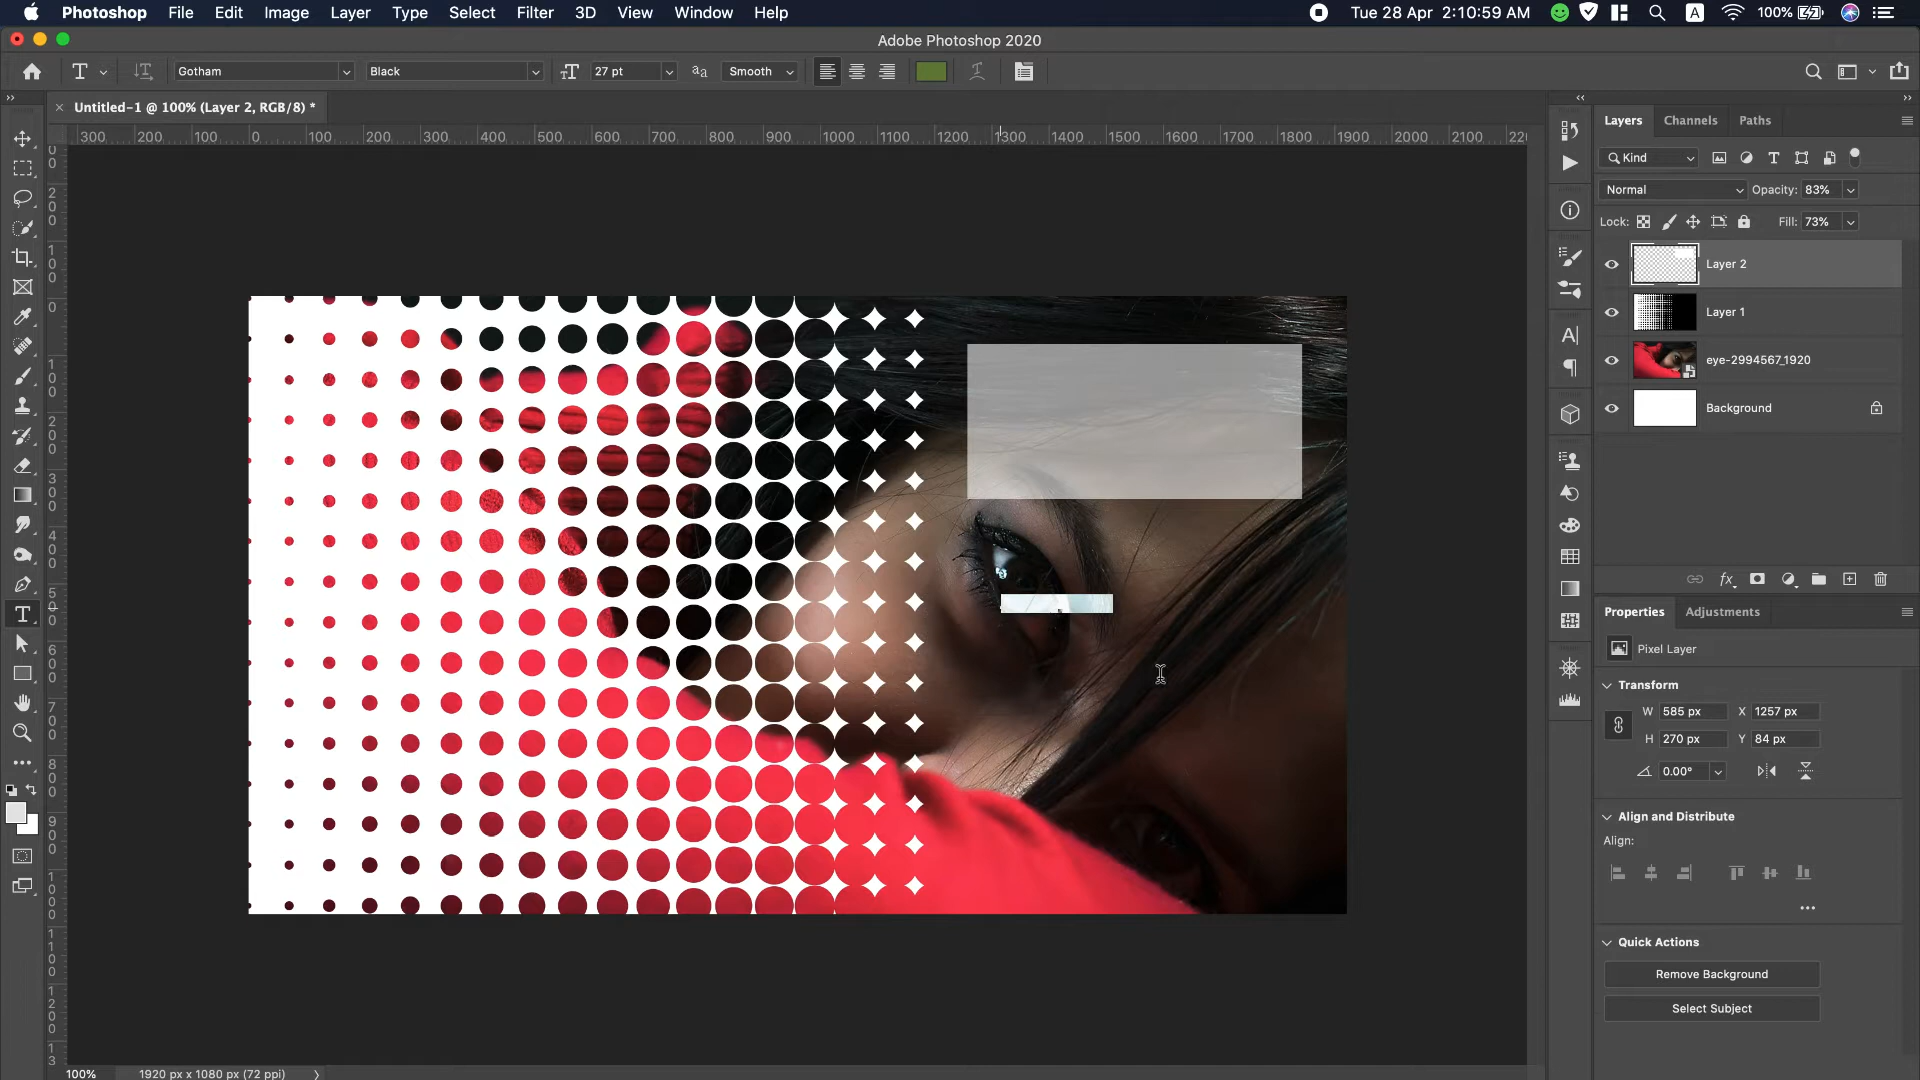 Photoshop File Edit Image Layer Type Select Filter 3D View Window Help Tue 28 Apr 2:10:59 AM A 100%
Adobe Photoshop 2020
T Gotham Black 27 pt Smooth
× Untitled-1 @ 100% (Layer 2, RGB/8) *
300 200 100 0 100 200 300 400 500 600 700 800 900 1000 1100 1200 1300 1400 1500 1600 1700 1800 1900 2000 2100
Layers Channels Paths
Kind
Normal Opacity: 83%
Lock: Fill: 73%
Layer 2
Layer 1
eye-2994567_1920
Background
Properties Adjustments
Pixel Layer
Transform
W 585 px X 1257 px
H 270 px Y 84 px
0.00°
Align and Distribute
Align:
Quick Actions
Remove Background
Select Subject
100% 1920 px x 1080 px (72 ppi)